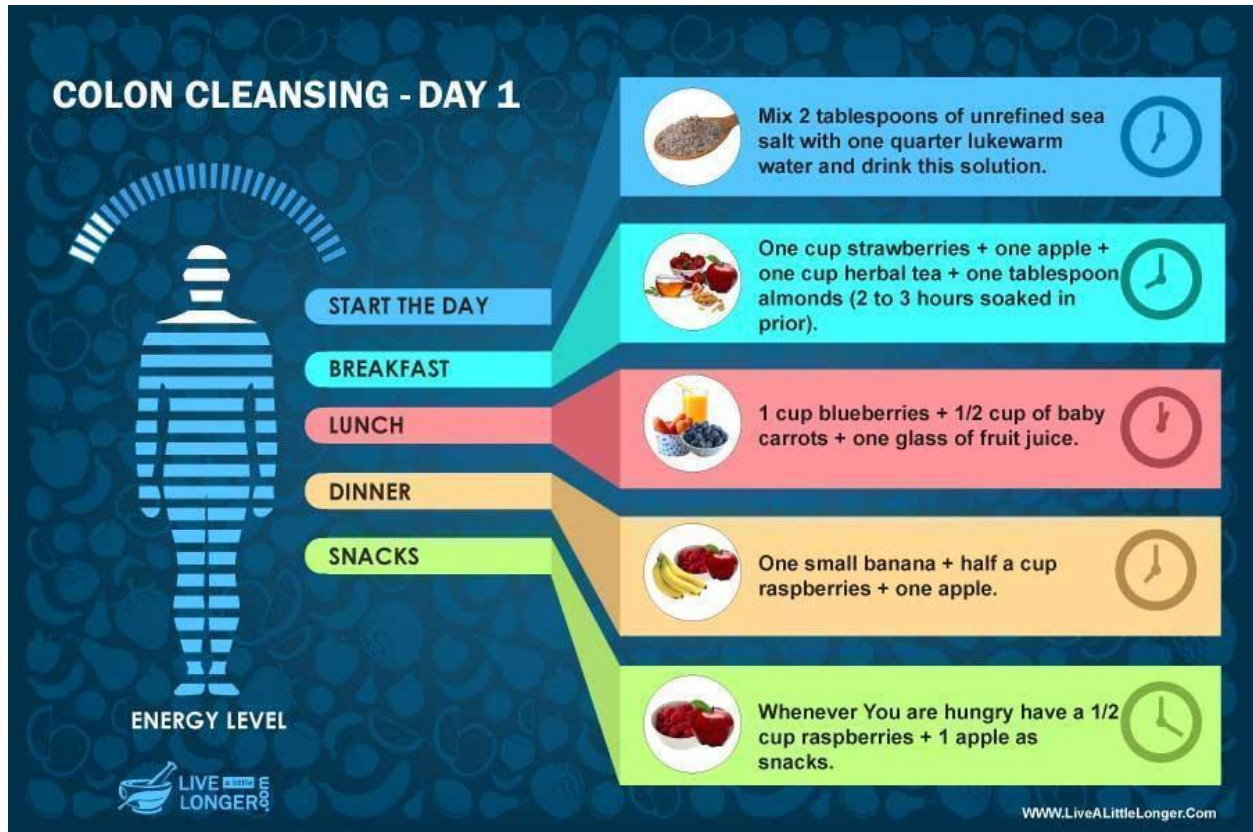 COLON CLEANSING - DAY 1
START THE DAY
Mix 2 tablespoons of unrefined sea
salt with one quarter lukewarm
water and drink this solution.
BREAKFAST
One cup strawberries + one apple +
one cup herbal tea + one tablespoon
almonds (2 to 3 hours soaked in
prior).
LUNCH
1 cup blueberries + 1/2 cup of baby
carrots + one glass of fruit juice.
DINNER
One small banana + half a cup
raspberries + one apple.
SNACKS
Whenever You are hungry have a 1/2
cup raspberries + 1 apple as
snacks.
ENERGY LEVEL
LIVE a little
LONGER.com
WWW.LiveALittleLonger.Com